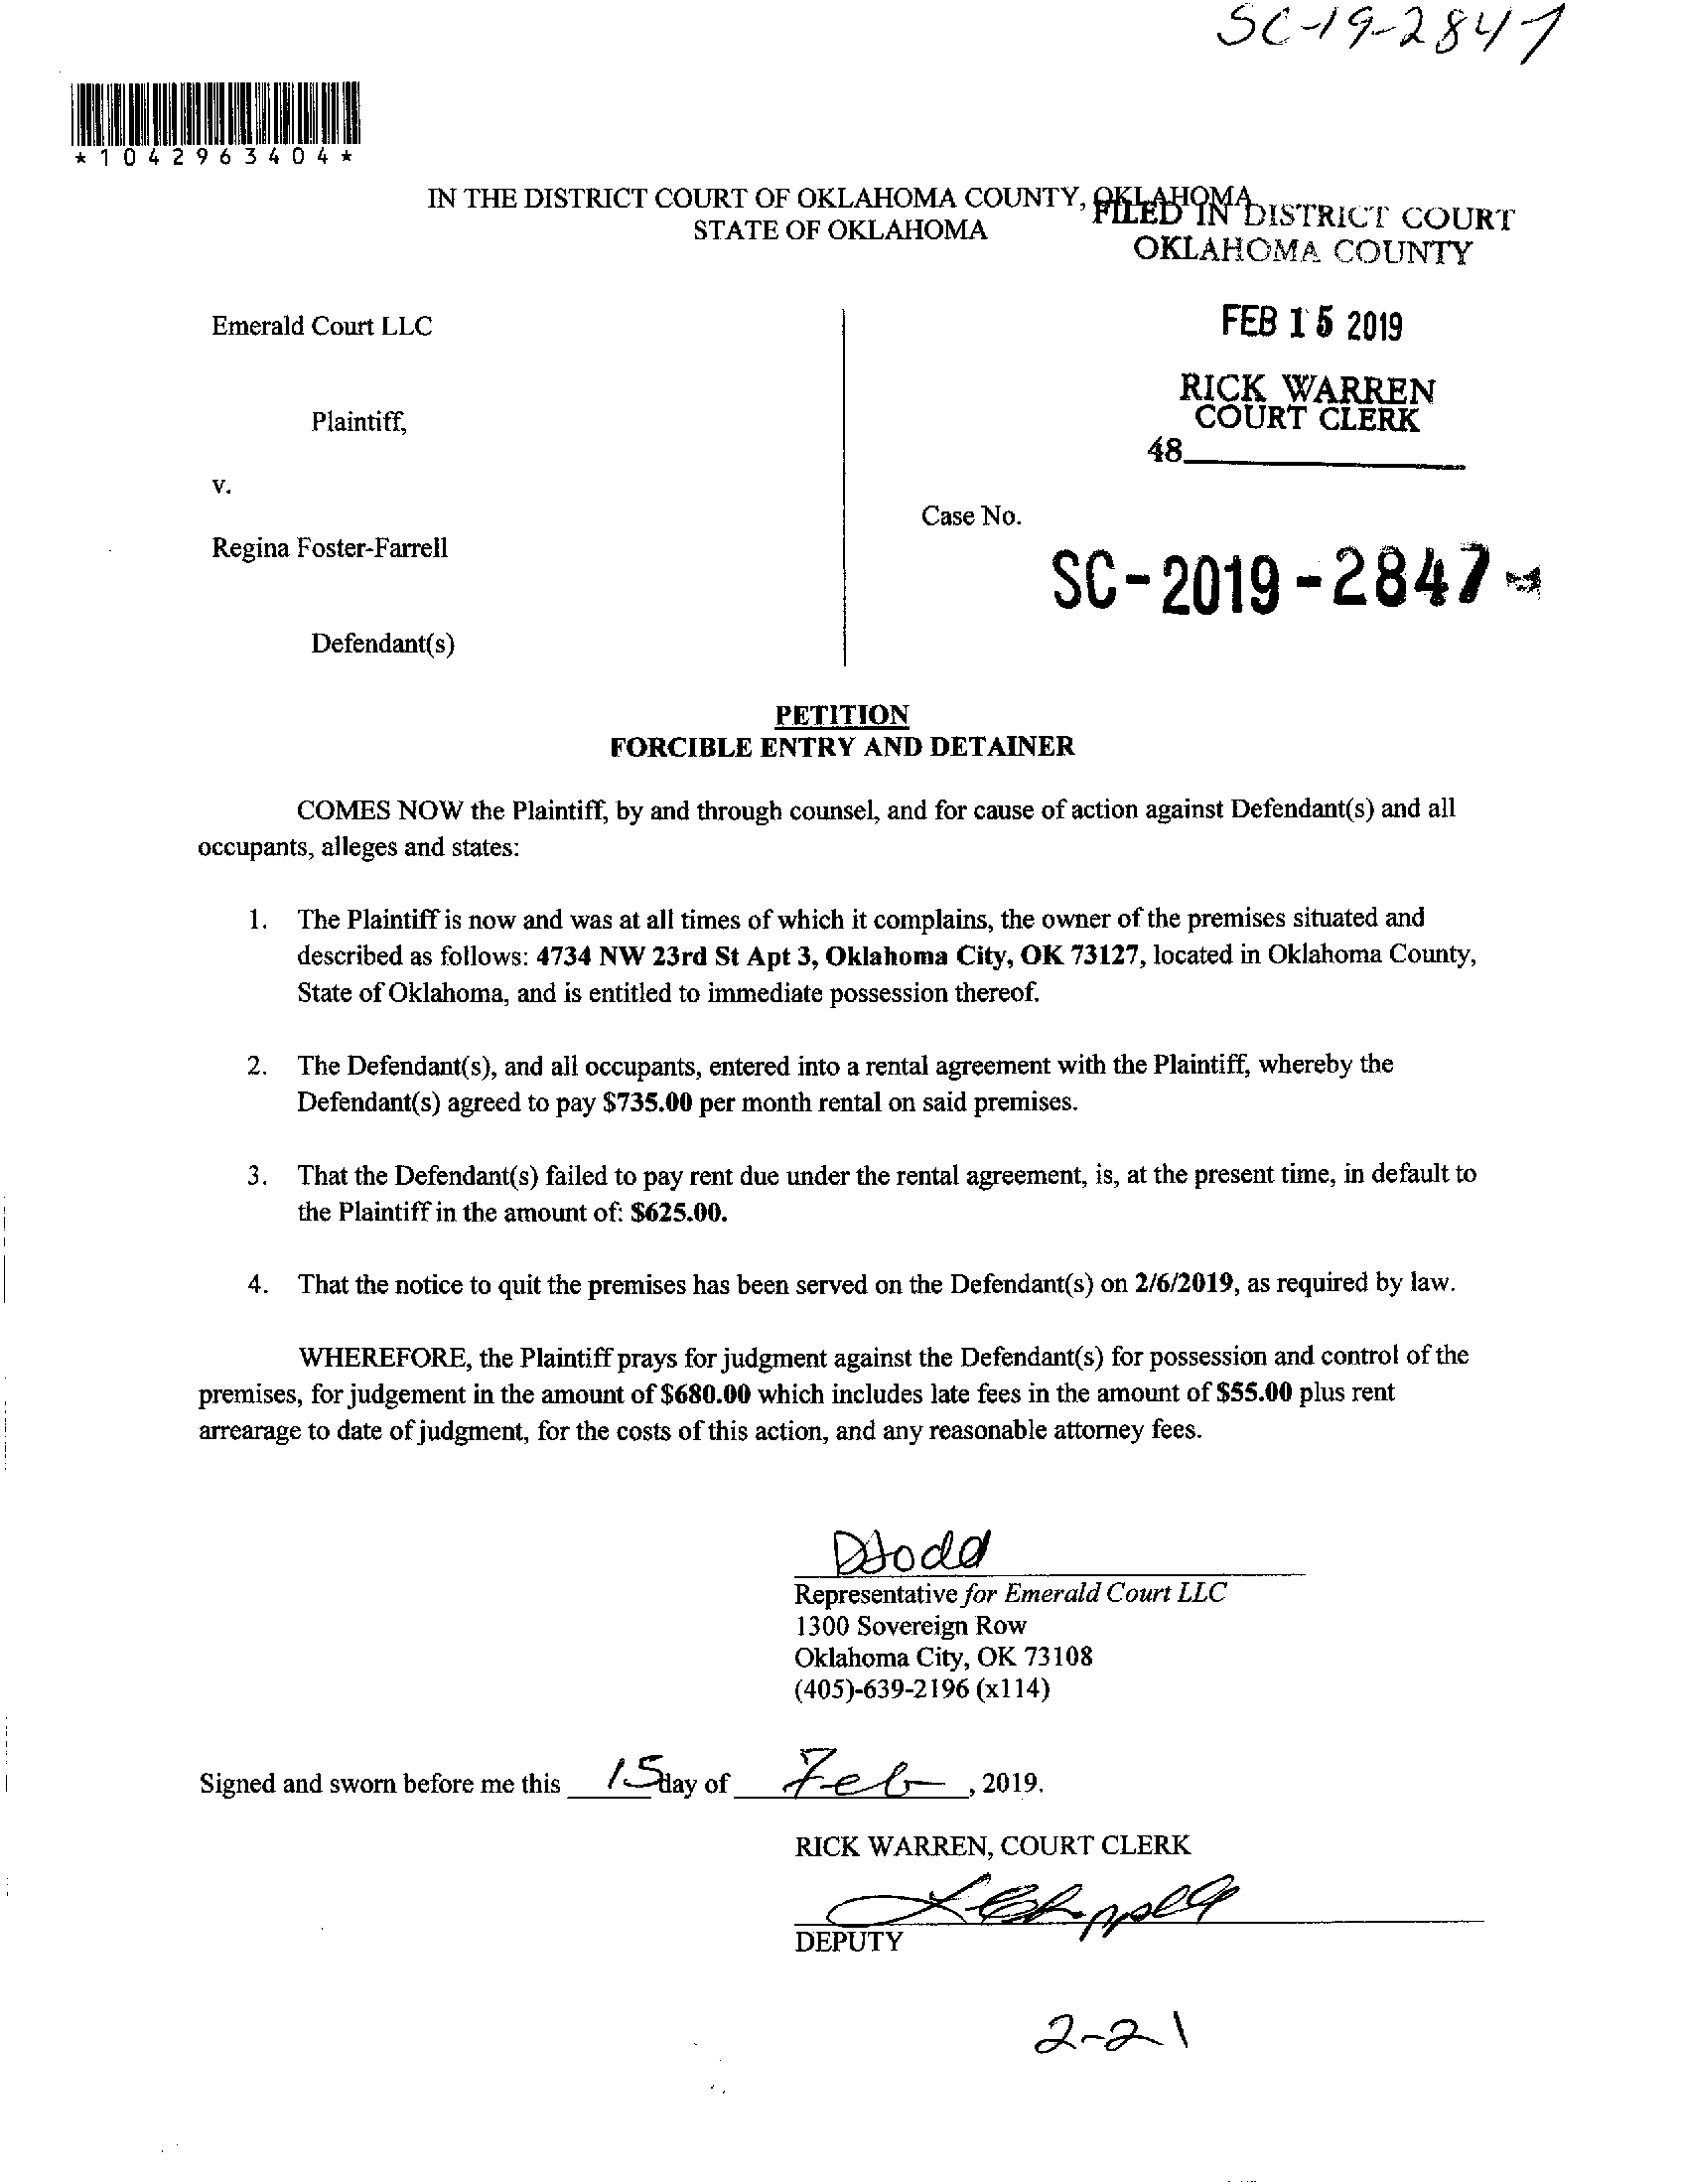 SC-19-2847
*1042963404*
IN THE DISTRICT COURT OF OKLAHOMA COUNTY, OKLAHOMA
STATE OF OKLAHOMA
FILED IN DISTRICT COURT
OKLAHOMA COUNTY
FEB 15 2019
RICK WARREN
COURT CLERK
48
Emerald Court LLC
Plaintiff,
v.
Regina Foster-Farrell
Defendant(s)
Case No.
SC-2019-2847
PETITION
FORCIBLE ENTRY AND DETAINER
COMES NOW the Plaintiff, by and through counsel, and for cause of action against Defendant(s) and all
occupants, alleges and states:
1. The Plaintiff is now and was at all times of which it complains, the owner of the premises situated and
described as follows: 4734 NW 23rd St Apt 3, Oklahoma City, OK 73127, located in Oklahoma County,
State of Oklahoma, and is entitled to immediate possession thereof.
2. The Defendant(s), and all occupants, entered into a rental agreement with the Plaintiff, whereby the
Defendant(s) agreed to pay $735.00 per month rental on said premises.
3. That the Defendant(s) failed to pay rent due under the rental agreement, is, at the present time, in default to
the Plaintiff in the amount of: $625.00.
4. That the notice to quit the premises has been served on the Defendant(s) on 2/6/2019, as required by law.
WHEREFORE, the Plaintiff prays for judgment against the Defendant(s) for possession and control of the
premises, for judgement in the amount of $680.00 which includes late fees in the amount of $55.00 plus rent
arrearage to date of judgment, for the costs of this action, and any reasonable attorney fees.
Representative for Emerald Court LLC
1300 Sovereign Row
Oklahoma City, OK 73108
(405)-639-2196 (x114)
Signed and sworn before me this 15 day of Feb, 2019.
RICK WARREN, COURT CLERK
DEPUTY
2-21